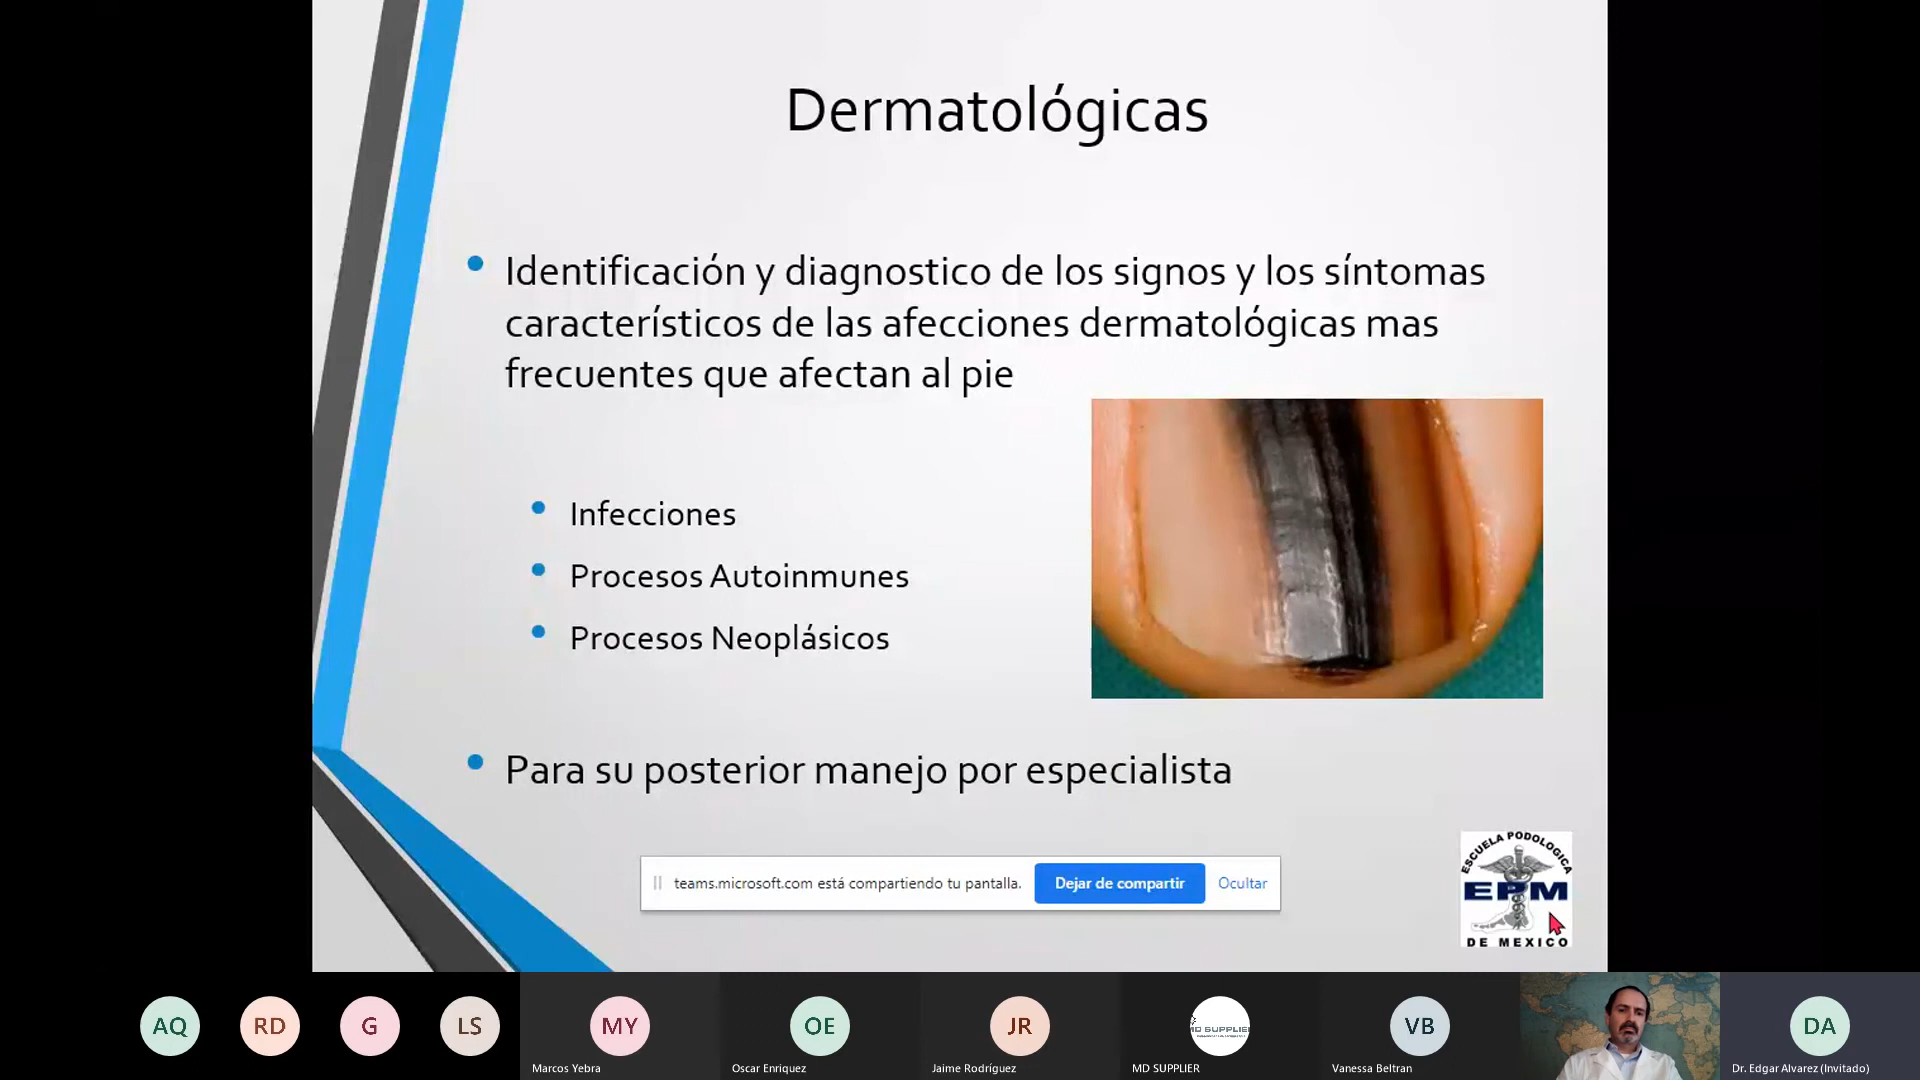 Dermatológicas
Identificación y diagnostico de los signos y los síntomas
característicos de las afecciones dermatológicas mas
frecuentes que afectan al pie
Infecciones
Procesos Autoinmunes
Procesos Neoplásicos
Para su posterior manejo por especialista
teams.microsoft.com está compartiendo tu pantalla.
Dejar de compartir
Ocultar
ESCUELA PODOLOGICA
EPM
DE MEXICO
AQ
RD
G
LS
MY
OE
JR
MD SUPPLIER
VB
DA
Marcos Yebra
Oscar Enriquez
Jaime Rodríguez
MD SUPPLIER
Vanessa Beltran
Dr. Edgar Alvarez (Invitado)